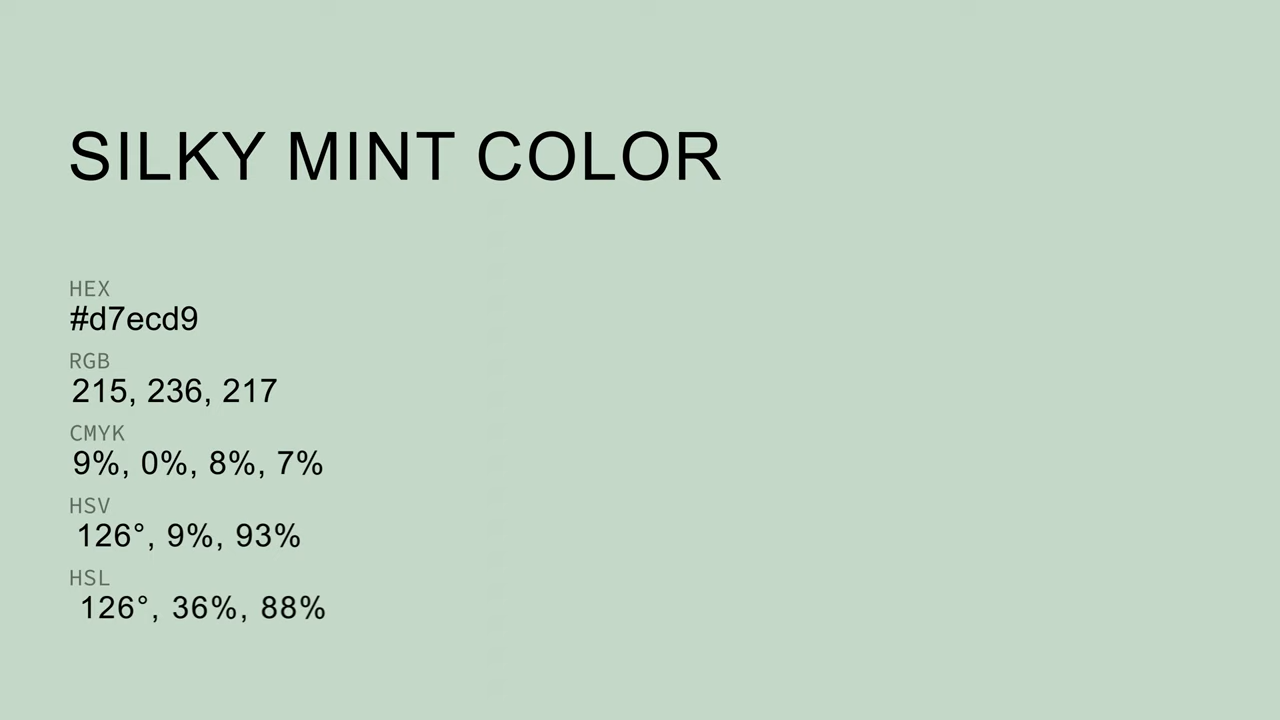 SILKY MINT COLOR
HEX
#d7ecd9
RGB
215, 236, 217
CMYK
9%, 0%, 8%, 7%
HSV
126°, 9%, 93%
HSL
126°, 36%, 88%